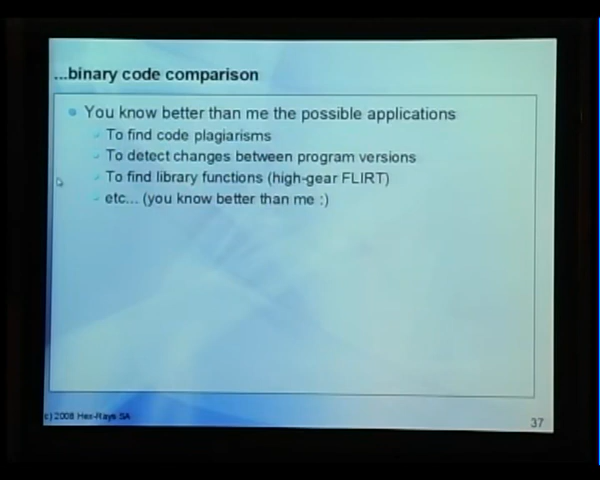 ...binary code comparison
You know better than me the possible applications
To find code plagiarisms
To detect changes between program versions
To find library functions (high-gear FLIRT)
etc... (you know better than me :)
(c) 2008 Hex-Rays SA
37